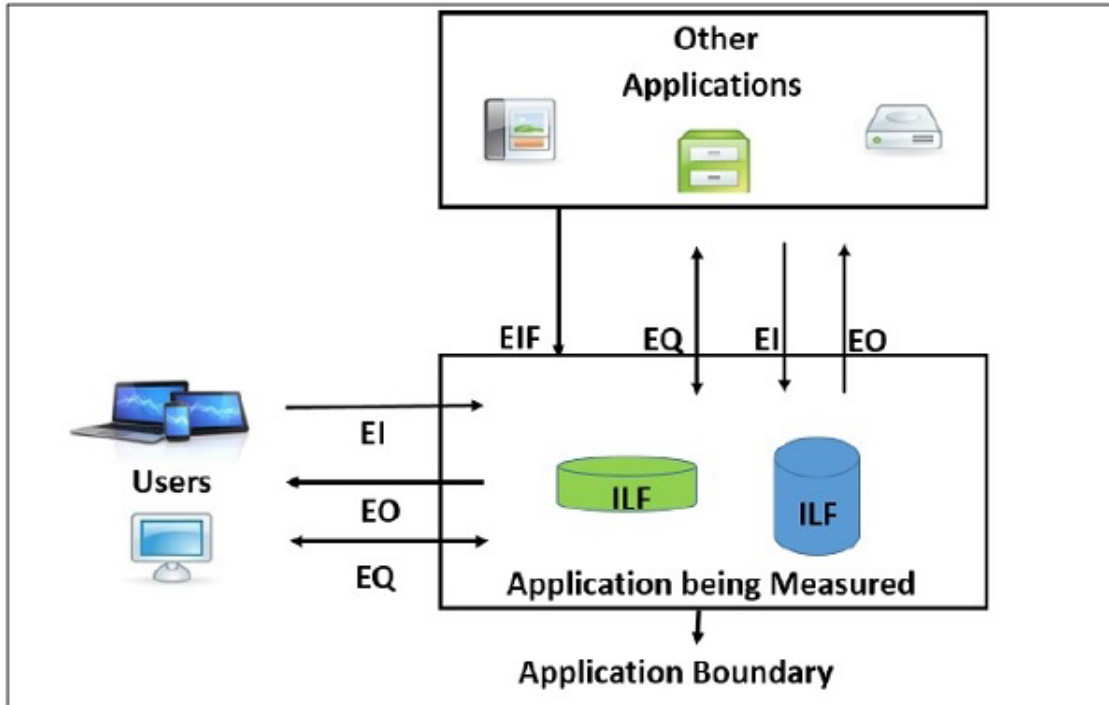 Other
Applications
EIF
EQ
EI
EO
EI
Users
EO
EQ
ILF
ILF
Application being Measured
Application Boundary